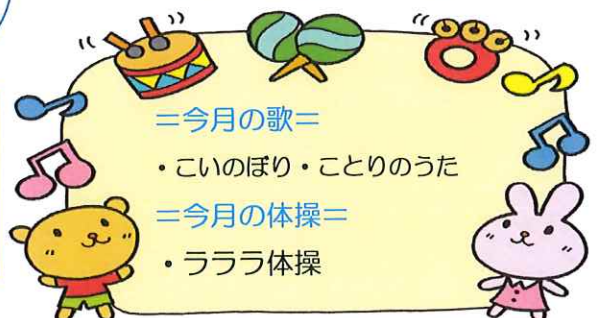 ＝今月の歌＝
・こいのぼり・ことりのうた
＝今月の体操＝
・ラララ体操